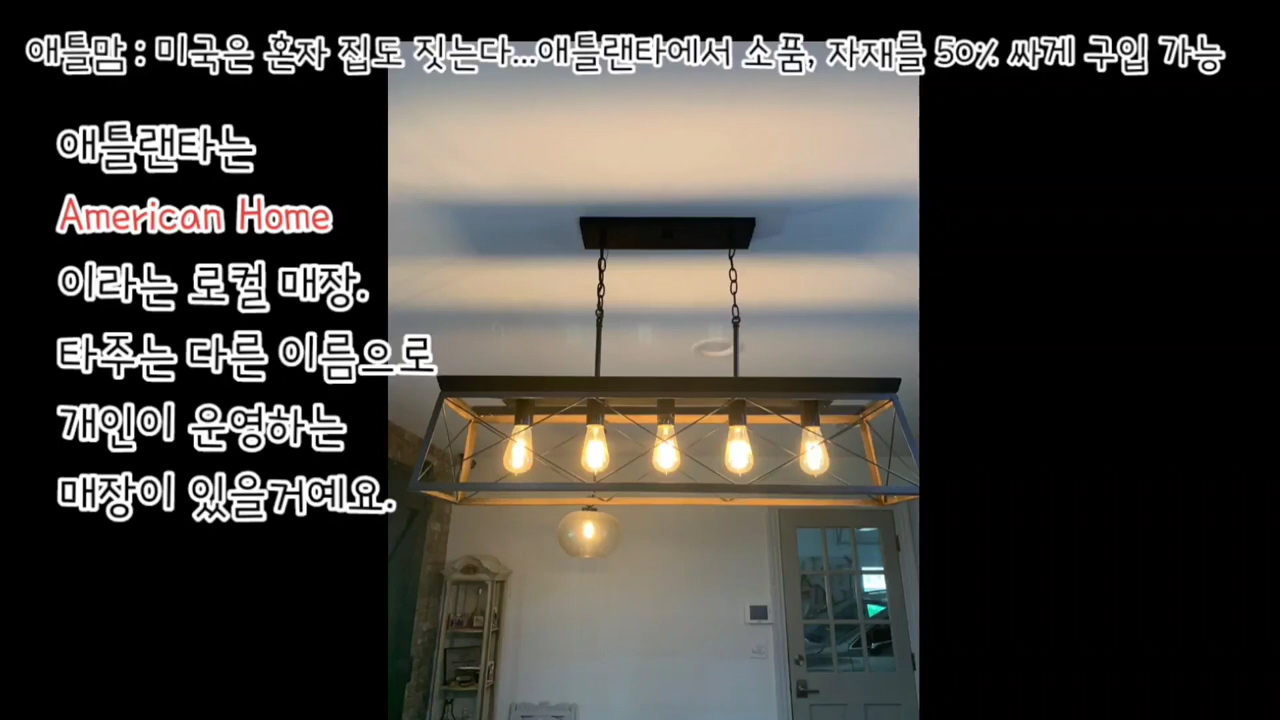 애틀맘 : 미국은 혼자 집도 짓는다...애틀랜타에서 소품, 자재를 50% 싸게 구입 가능
애틀랜타는
American Home
이라는 로컬 매장.
타주는 다른 이름으로
개인이 운영하는
매장이 있을거예요.